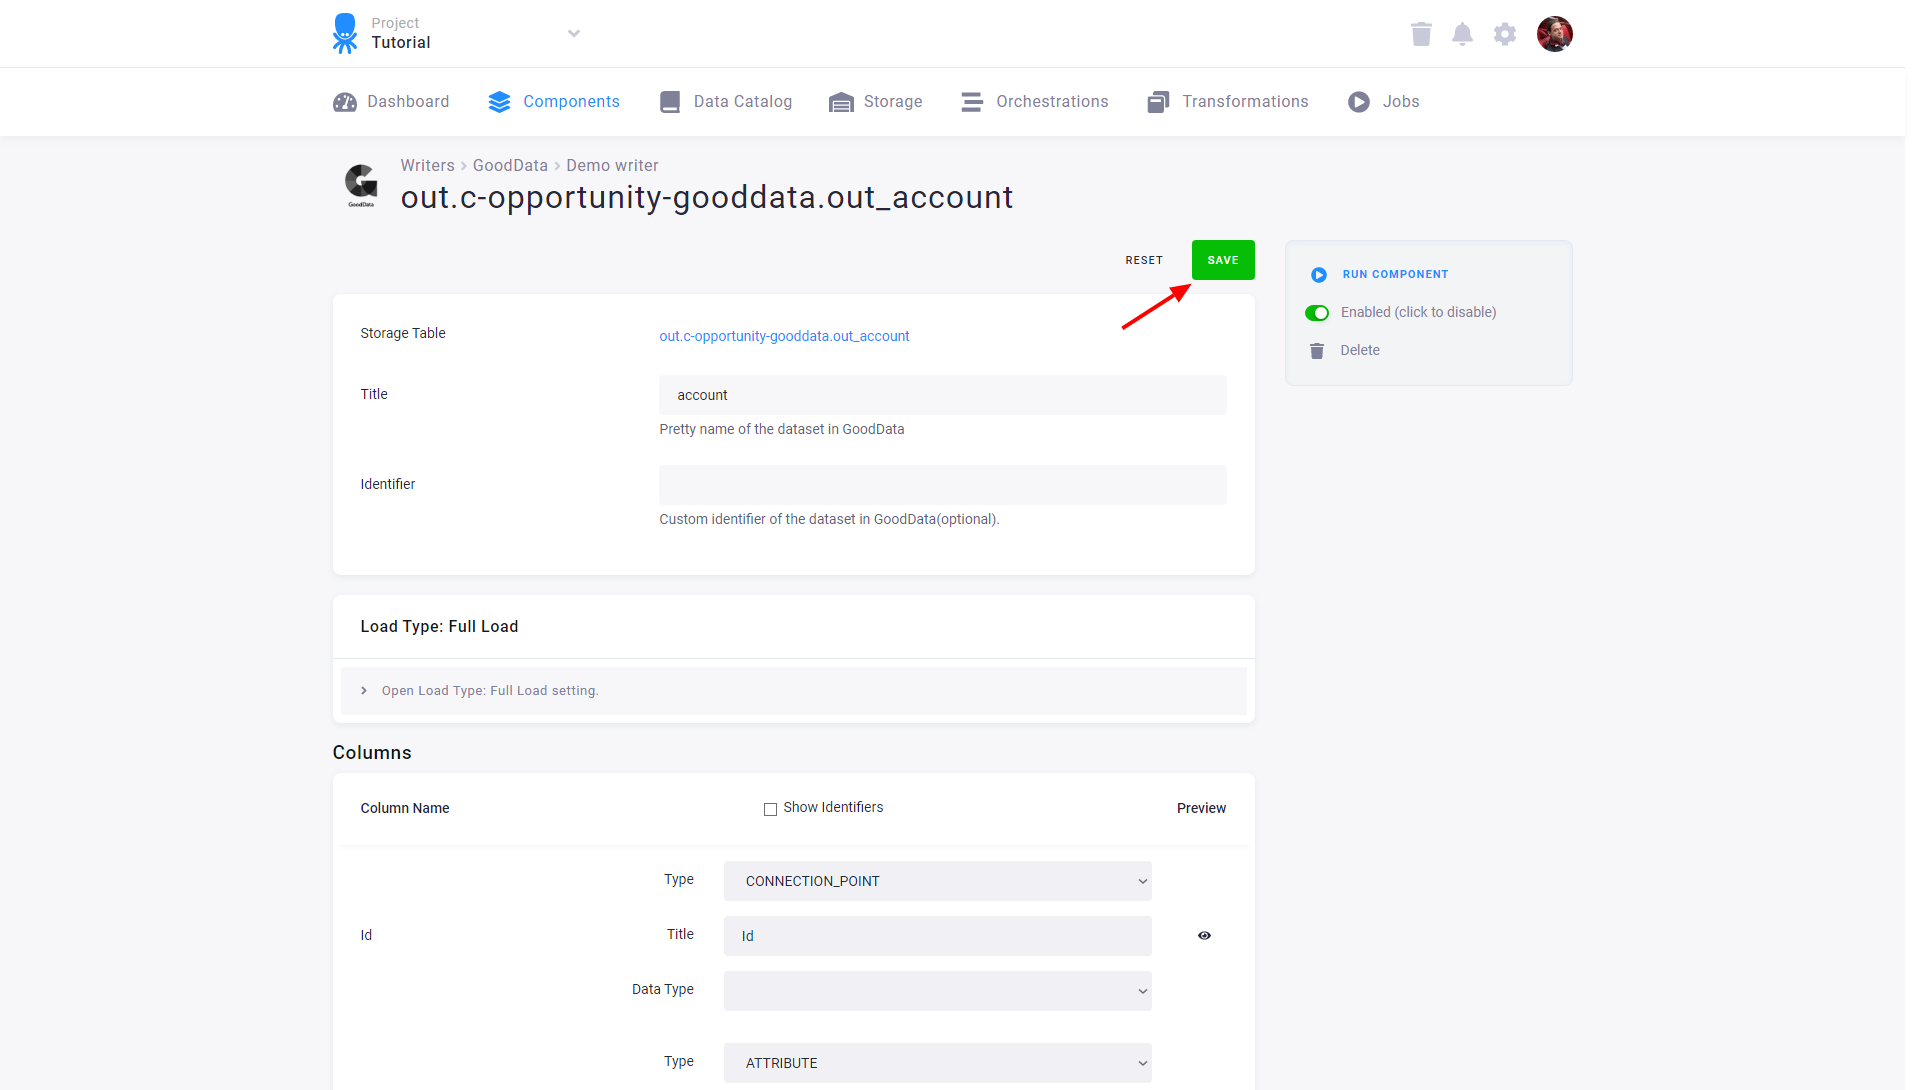 Project
Tutorial
Dashboard Components Data Catalog Storage Orchestrations Transformations Jobs
GoodData
Writers > GoodData > Demo writer
out.c-opportunity-gooddata.out_account
RESET SAVE
RUN COMPONENT
Enabled (click to disable)
Delete
Storage Table out.c-opportunity-gooddata.out_account
Title account
Pretty name of the dataset in GoodData
Identifier
Custom identifier of the dataset in GoodData(optional).
Load Type: Full Load
Open Load Type: Full Load setting.
Columns
Column Name Show Identifiers Preview
Type CONNECTION_POINT
Id Title Id
Data Type
Type ATTRIBUTE